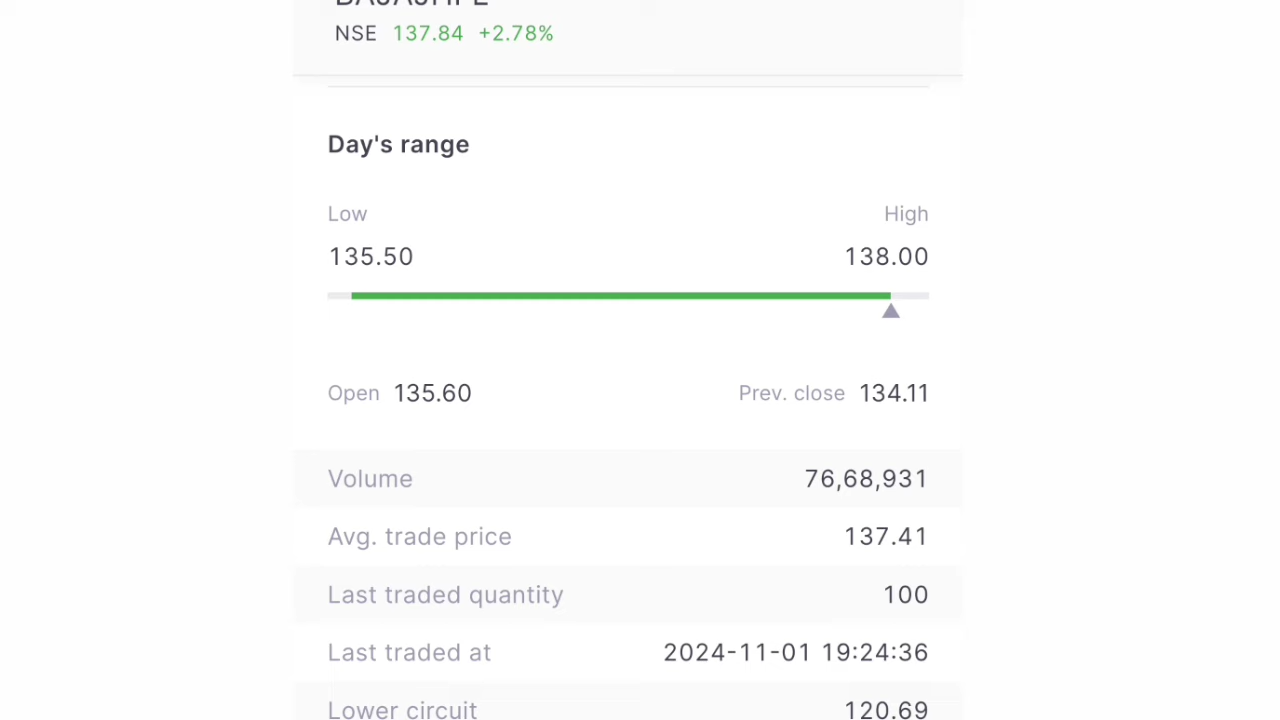 NSE 137.84 +2.78%
Day's range
Low High
135.50 138.00
Open 135.60 Prev. close 134.11
Volume 76,68,931
Avg. trade price 137.41
Last traded quantity 100
Last traded at 2024-11-01 19:24:36
Lower circuit 120.69